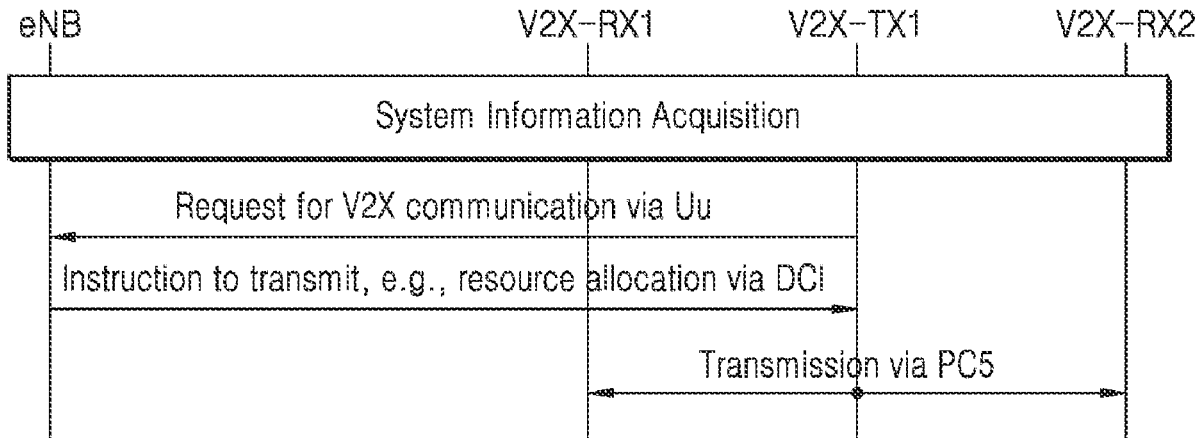 eNB V2X-RX1 V2X-TX1 V2X-RX2
System Information Acquisition
Request for V2X communication via Uu
Instruction to transmit, e.g., resource allocation via DCI
Transmission via PC5